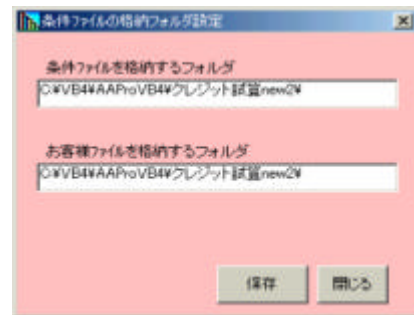 条件ファイルの格納フォルダ設定
条件ファイルを格納するフォルダ
C:¥VB4¥AAProVB4¥クレジット試算new2¥
お客様ファイルを格納するフォルダ
C:¥VB4¥AAProVB4¥クレジット試算new2¥
保存
閉じる